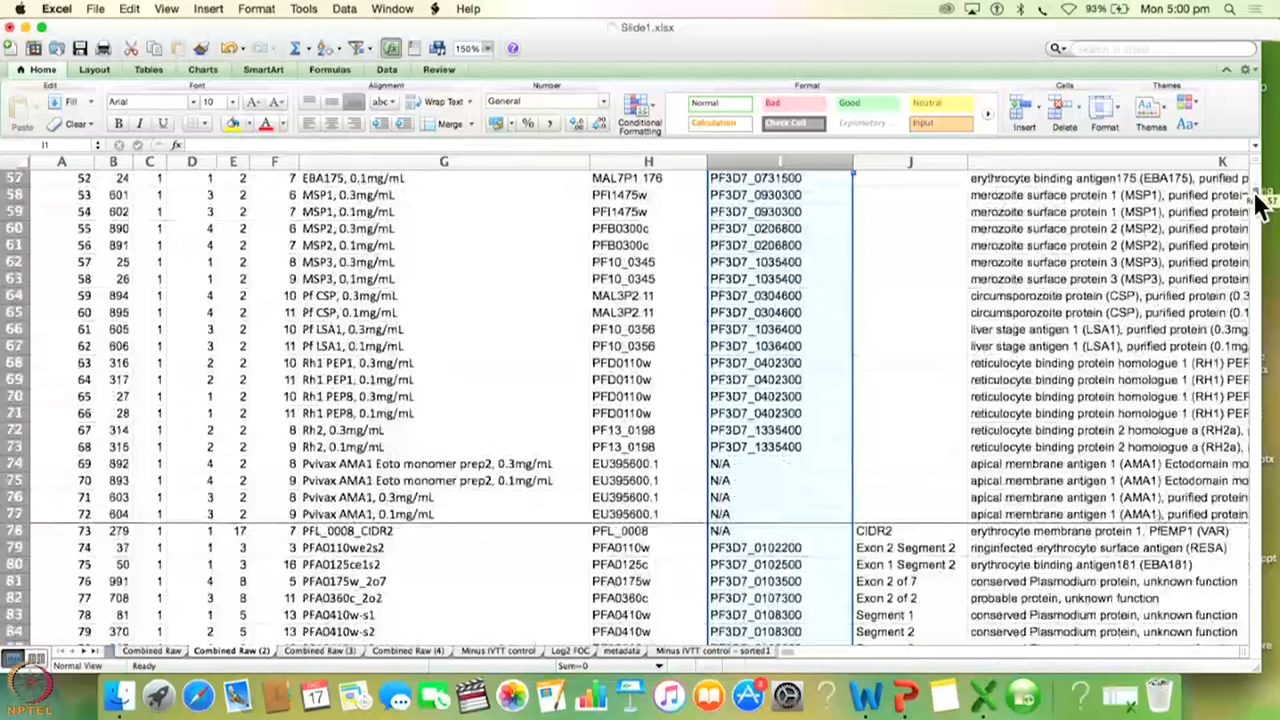 Excel File Edit View Insert Format Tools Data Window Help 93% Mon 5:00 pm
Slide1.xlsx
150% Search in Sheet
Home Layout Tables Charts SmartArt Formulas Data Review
Edit Font Alignment Number Format Cells Themes
Fill Arial 10 A A abc Wrap Text General Normal Bad Good Neutral
Paste Clear B I U A Merge % Conditional Formatting Calculation Check Cell Explanatory... Input Insert Delete Format Themes Aa
I1 fx
A B C D E F G H I J K
57 52 24 1 1 2 7 EBA175, 0.1mg/mL MAL7P1 176 PF3D7_0731500 erythrocyte binding antigen175 (EBA175), purified p
58 53 601 1 3 2 6 MSP1, 0.3mg/mL PFI1475w PF3D7_0930300 merozoite surface protein 1 (MSP1), purified protein
59 54 602 1 3 2 7 MSP1, 0.1mg/mL PFI1475w PF3D7_0930300 merozoite surface protein 1 (MSP1), purified protein
60 55 890 1 4 2 6 MSP2, 0.3mg/mL PFB0300c PF3D7_0206800 merozoite surface protein 2 (MSP2), purified protein
61 56 891 1 4 2 7 MSP2, 0.1mg/mL PFB0300c PF3D7_0206800 merozoite surface protein 2 (MSP2), purified protein
62 57 25 1 1 2 8 MSP3, 0.3mg/mL PF10_0345 PF3D7_1035400 merozoite surface protein 3 (MSP3), purified protein
63 58 26 1 1 2 9 MSP3, 0.1mg/mL PF10_0345 PF3D7_1035400 merozoite surface protein 3 (MSP3), purified protein
64 59 894 1 4 2 10 Pf CSP, 0.3mg/mL MAL3P2 11 PF3D7_0304600 circumsporozoite protein (CSP), purified protein (0.3
65 60 895 1 4 2 11 Pf CSP, 0.1mg/mL MAL3P2 11 PF3D7_0304600 circumsporozoite protein (CSP), purified protein (0.1
66 61 605 1 3 2 10 Pf LSA1, 0.3mg/mL PF10_0356 PF3D7_1036400 liver stage antigen 1 (LSA1), purified protein (0.3mg.
67 62 606 1 3 2 11 Pf LSA1, 0.1mg/mL PF10_0356 PF3D7_1036400 liver stage antigen 1 (LSA1), purified protein (0.1mg.
68 63 316 1 2 2 10 Rh1 PEP1, 0.3mg/mL PFD0110w PF3D7_0402300 reticulocyte binding protein homologue 1 (RH1) PEF
69 64 317 1 2 2 11 Rh1 PEP1, 0.1mg/mL PFD0110w PF3D7_0402300 reticulocyte binding protein homologue 1 (RH1) PEF
70 65 27 1 1 2 10 Rh1 PEP8, 0.3mg/mL PFD0110w PF3D7_0402300 reticulocyte binding protein homologue 1 (RH1) PEF
71 66 28 1 1 2 11 Rh1 PEP8, 0.1mg/mL PFD0110w PF3D7_0402300 reticulocyte binding protein homologue 1 (RH1) PEF
72 67 314 1 2 2 8 Rh2, 0.3mg/mL PF13_0198 PF3D7_1335400 reticulocyte binding protein 2 homologue a (RH2a),
73 68 315 1 2 2 9 Rh2, 0.1mg/mL PF13_0198 PF3D7_1335400 reticulocyte binding protein 2 homologue a (RH2a),
74 69 892 1 4 2 8 Pvivax AMA1 Eoto monomer prep2, 0.3mg/mL EU395600.1 N/A apical membrane antigen 1 (AMA1) Ectodomain mo
75 70 893 1 4 2 9 Pvivax AMA1 Eoto monomer prep2, 0.1mg/mL EU395600.1 N/A apical membrane antigen 1 (AMA1) Ectodomain mo
76 71 603 1 3 2 8 Pvivax AMA1, 0.3mg/mL EU395600.1 N/A apical membrane antigen 1 (AMA1), purified protein
77 72 604 1 3 2 9 Pvivax AMA1, 0.1mg/mL EU395600.1 N/A apical membrane antigen 1 (AMA1), purified protein
78 73 279 1 1 17 7 PFL_0008_CIDR2 PFL_0008 N/A CIDR2 erythrocyte membrane protein 1, PfEMP1 (VAR)
79 74 37 1 1 3 3 PFA0110we2s2 PFA0110w PF3D7_0102200 Exon 2 Segment 2 ringinfected erythrocyte surface antigen (RESA)
80 75 50 1 1 3 16 PFA0125ce1s2 PFA0125c PF3D7_0102500 Exon 1 Segment 2 erythrocyte binding antigen181 (EBA181)
81 76 991 1 4 8 5 PFA0175w_2o7 PFA0175w PF3D7_0103500 Exon 2 of 7 conserved Plasmodium protein, unknown function
82 77 708 1 3 8 11 PFA0360c_2o2 PFA0360c PF3D7_0107300 Exon 2 of 2 probable protein, unknown function
83 78 81 1 1 5 13 PFA0410w-s1 PFA0410w PF3D7_0108300 Segment 1 conserved Plasmodium protein, unknown function
84 79 370 1 2 5 13 PFA0410w-s2 PFA0410w PF3D7_0108300 Segment 2 conserved Plasmodium protein, unknown function
Combined Raw Combined Raw (2) Combined Raw (3) Combined Raw (4) Minus IVTT control Log2 FOC metadata Minus IVTT control - sorted1
Normal View Ready Sum=0
NPTEL
17